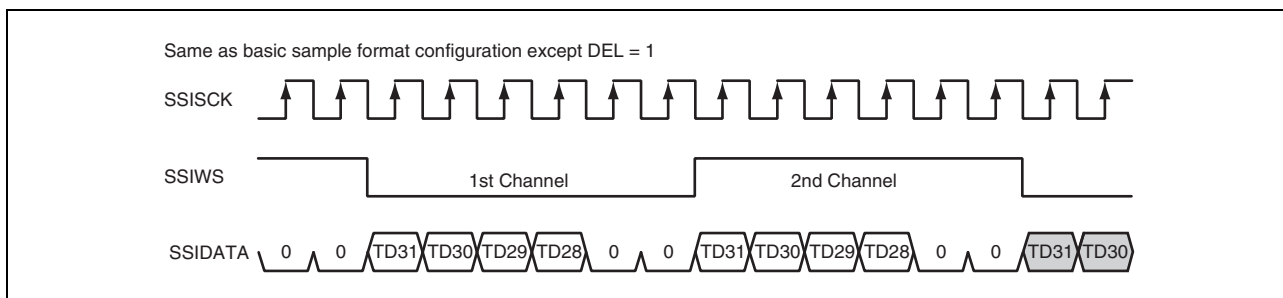 Same as basic sample format configuration except DEL = 1
SSISCK
SSIWS 1st Channel 2nd Channel
SSIDATA 0 0 TD31 TD30 TD29 TD28 0 0 TD31 TD30 TD29 TD28 0 0 TD31 TD30